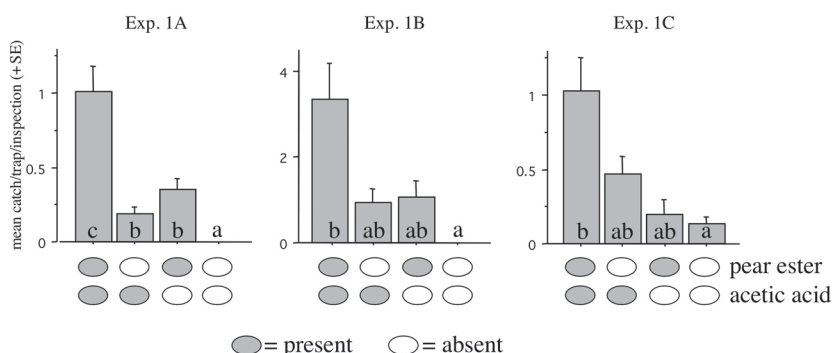 Exp. 1A
Exp. 1B
Exp. 1C
mean catch/trap/inspection (+SE)
1
0.5
0
c b b a
4
2
0
b ab ab a
1
0.5
0
b ab ab a
pear ester
acetic acid
= present = absent